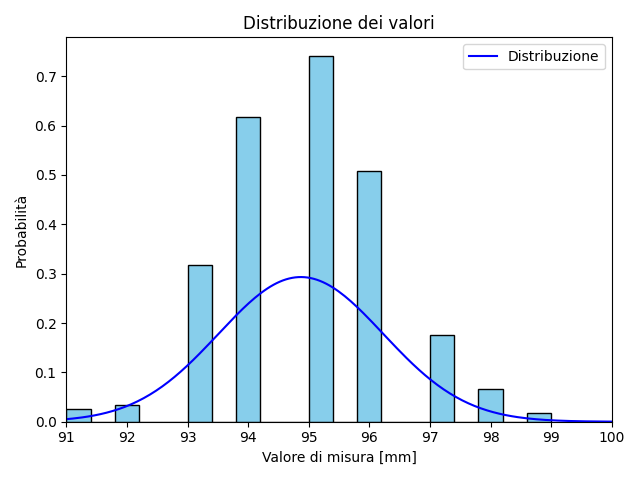 Distribuzione dei valori
Distribuzione
Probabilità
0.7
0.6
0.5
0.4
0.3
0.2
0.1
0.0
91 92 93 94 95 96 97 98 99 100
Valore di misura [mm]